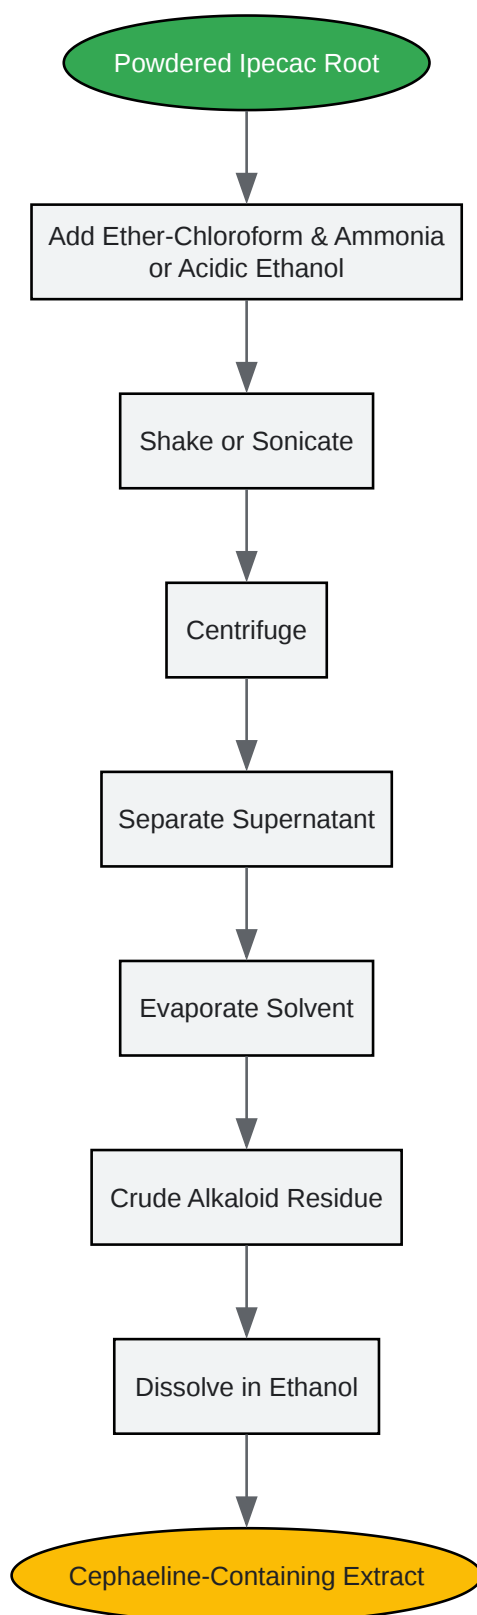 Powdered Ipecac Root
Add Ether-Chloroform & Ammonia
or Acidic Ethanol
Shake or Sonicate
Centrifuge
Separate Supernatant
Evaporate Solvent
Crude Alkaloid Residue
Dissolve in Ethanol
Cephaeline-Containing Extract